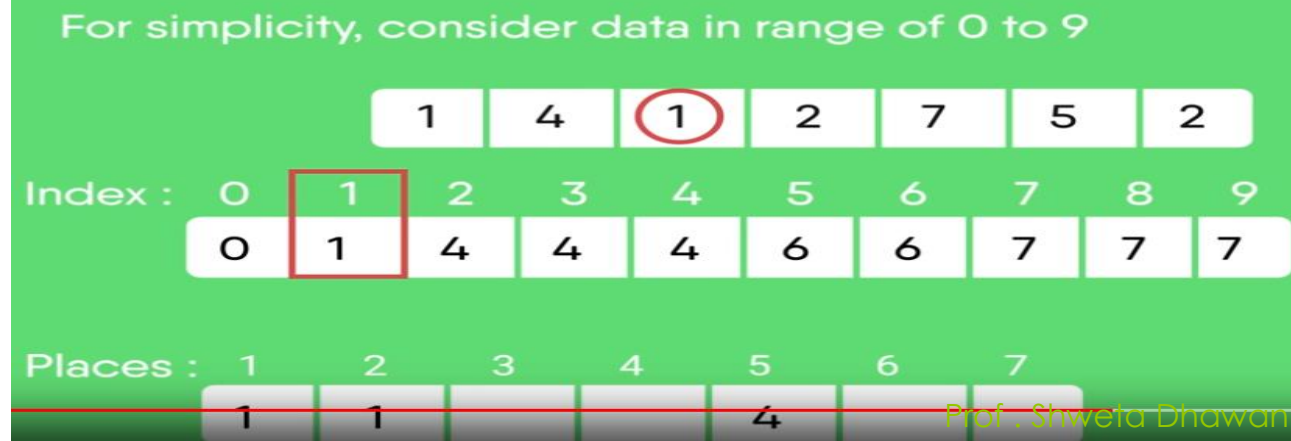 For simplicity, consider data in range of 0 to 9
1 4 1 2 7 5 2
Index : 0 1 2 3 4 5 6 7 8 9
0 1 4 4 4 6 6 7 7 7
Places : 1 2 3 4 5 6 7
1 1 4
Prof . Shweta Dhawan